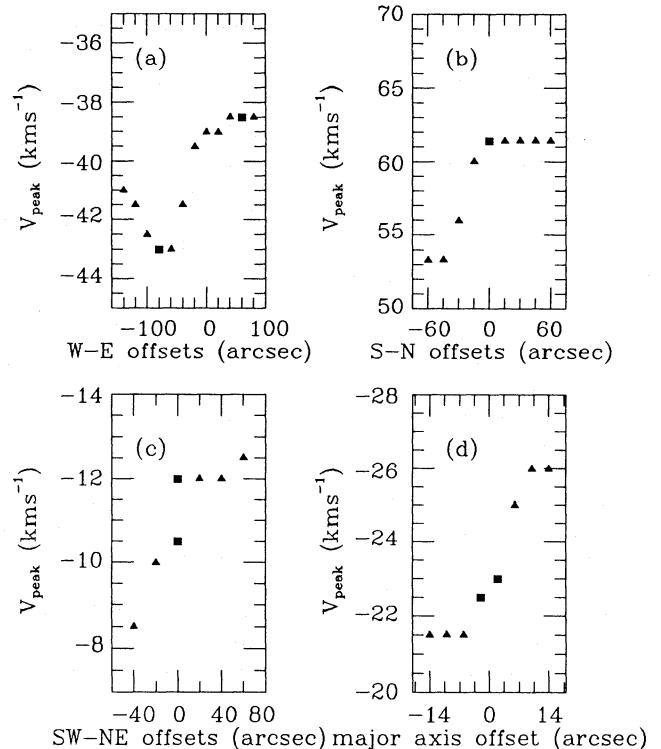 -35
-38
-40
-42
-44
V_peak (kms^-1)
(a)
-100 0 100
W-E offsets (arcsec)
70
65
60
55
50
V_peak (kms^-1)
(b)
-60 0 60
S-N offsets (arcsec)
-14
-12
-10
-8
V_peak (kms^-1)
(c)
-40 0 40 80
SW-NE offsets (arcsec)
-28
-26
-24
-22
-20
V_peak (kms^-1)
(d)
-14 0 14
major axis offset (arcsec)